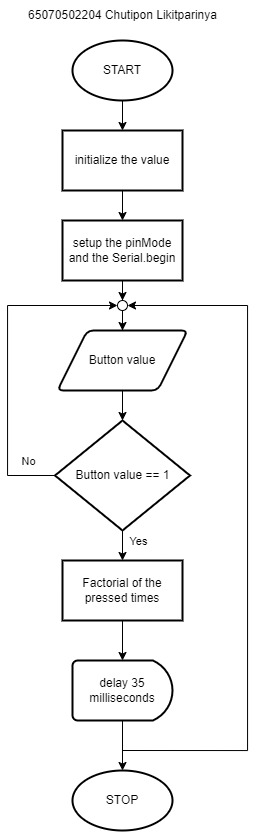 65070502204 Chutipon Likitparinya
START
initialize the value
setup the pinMode
and the Serial.begin
Button value
Button value == 1
No
Yes
Factorial of the
pressed times
delay 35
milliseconds
STOP